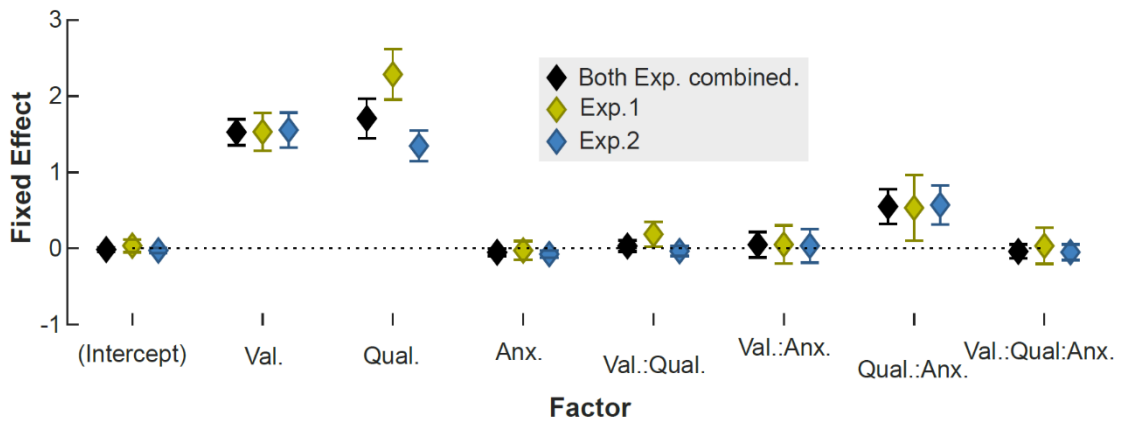 3
2
1
0
-1
Fixed Effect
Both Exp. combined.
Exp.1
Exp.2
(Intercept)
Val.
Qual.
Anx.
Val.:Qual.
Val.:Anx.
Qual.:Anx.
Val.:Qual:Anx.
Factor